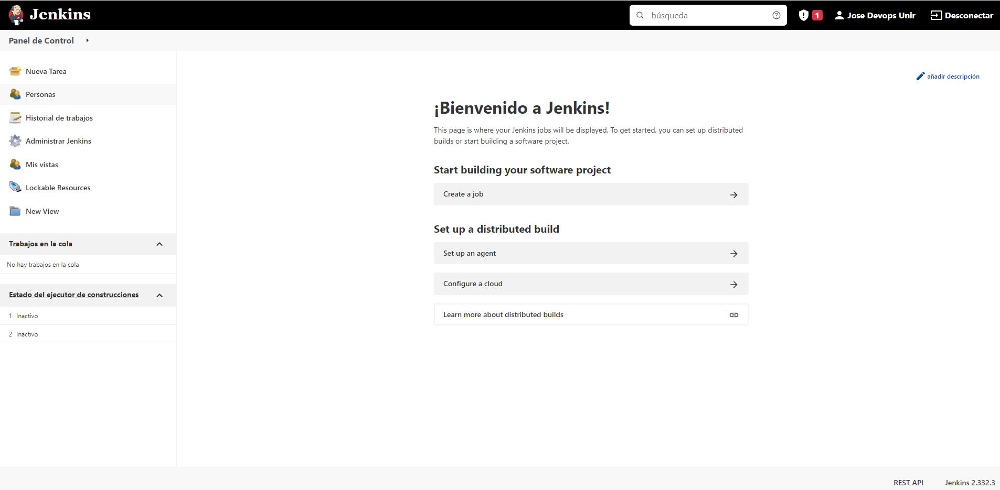 Jenkins
búsqueda
1
Jose Devops Unir
Desconectar
Panel de Control
Nueva Tarea
Personas
Historial de trabajos
Administrar Jenkins
Mis vistas
Lockable Resources
New View
Trabajos en la cola
No hay trabajos en la cola
Estado del ejecutor de construcciones
1 Inactivo
2 Inactivo
añadir descripción
¡Bienvenido a Jenkins!
This page is where your Jenkins jobs will be displayed. To get started, you can set up distributed
builds or start building a software project.
Start building your software project
Create a job
Set up a distributed build
Set up an agent
Configure a cloud
Learn more about distributed builds
REST API
Jenkins 2.332.3